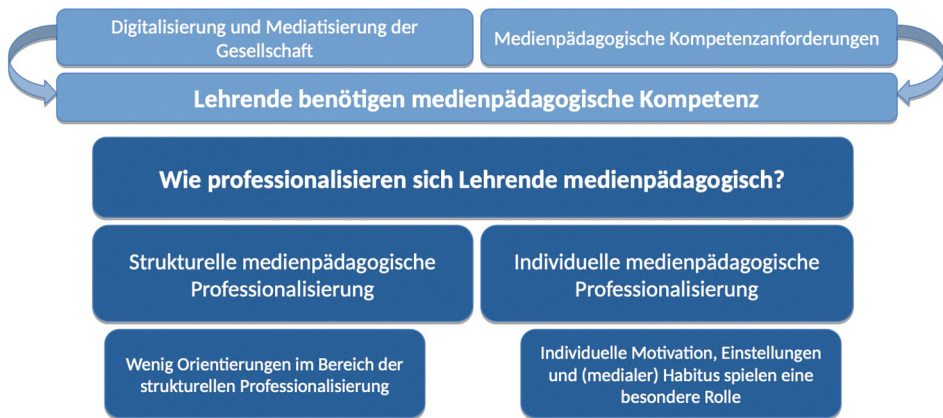 Digitalisierung und Mediatisierung der
Gesellschaft
Medienpädagogische Kompetenzanforderungen
Lehrende benötigen medienpädagogische Kompetenz
Wie professionalisieren sich Lehrende medienpädagogisch?
Strukturelle medienpädagogische
Professionalisierung
Individuelle medienpädagogische
Professionalisierung
Wenig Orientierungen im Bereich der
strukturellen Professionalisierung
Individuelle Motivation, Einstellungen
und (medialer) Habitus spielen eine
besondere Rolle